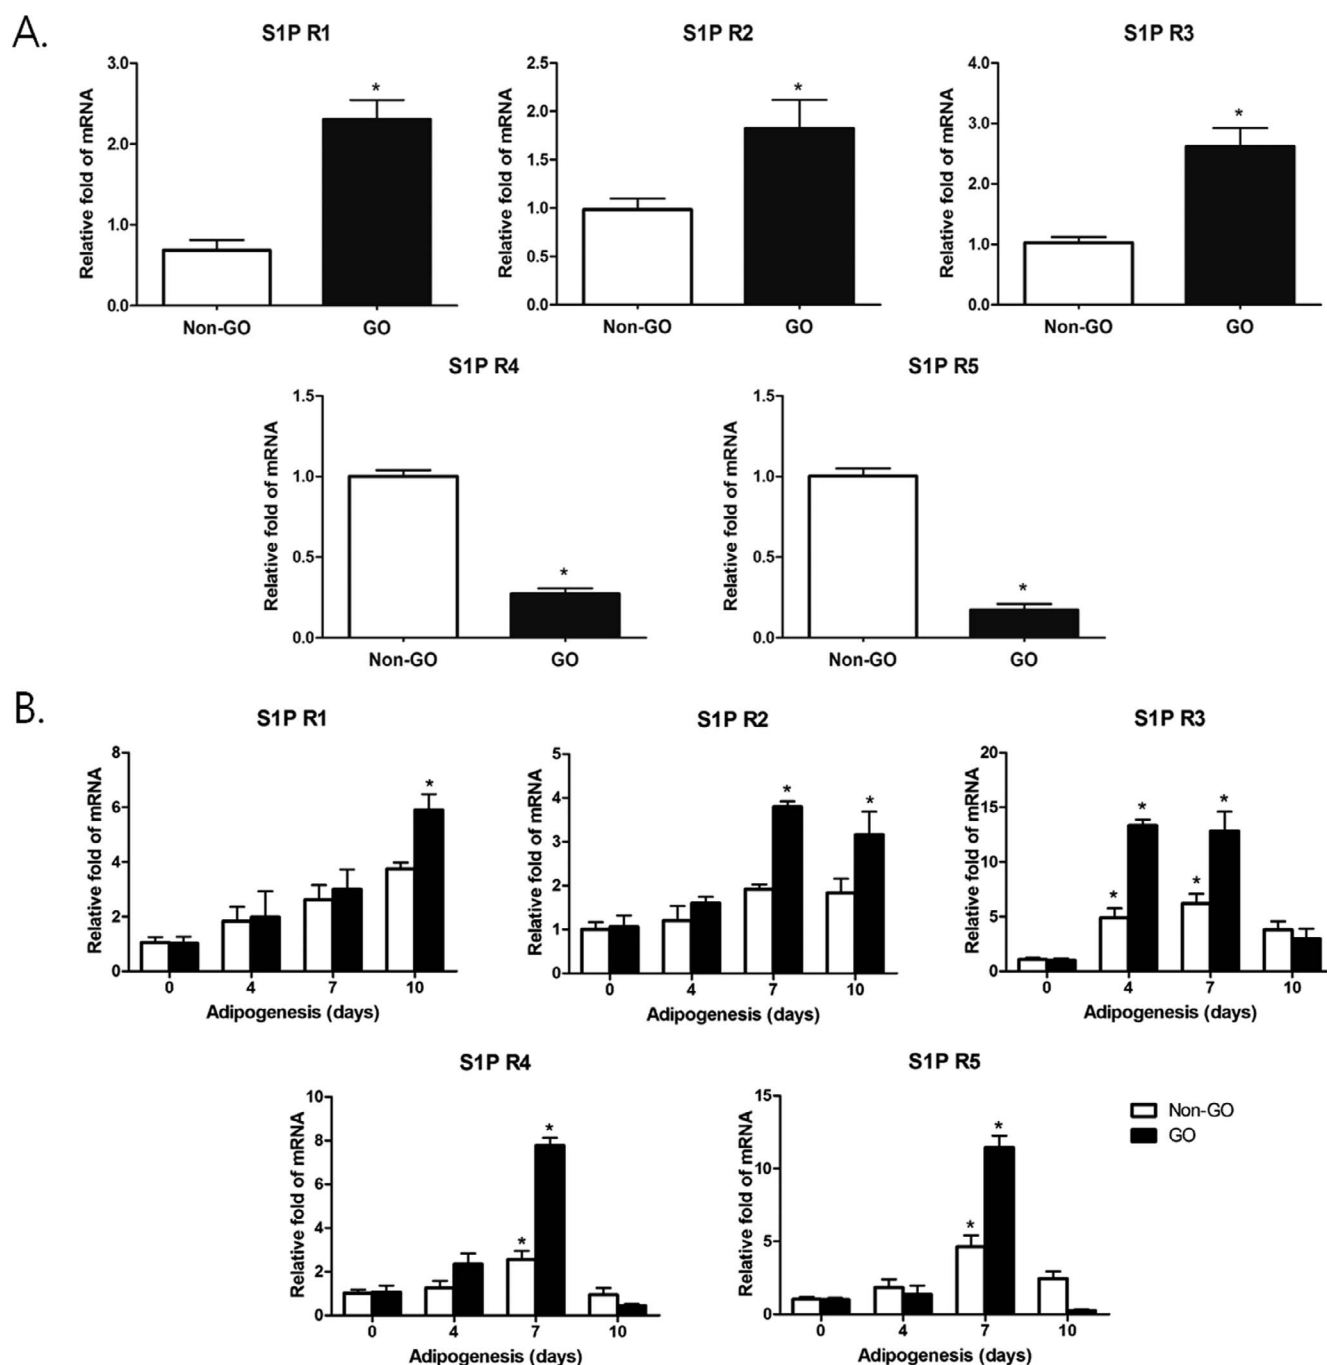 A.
S1P R1
Relative fold of mRNA
3.0
2.0
1.0
0.0
*
Non-GO GO
S1P R2
Relative fold of mRNA
2.5
2.0
1.5
1.0
0.5
0.0
*
Non-GO GO
S1P R3
Relative fold of mRNA
4.0
3.0
2.0
1.0
0.0
*
Non-GO GO
S1P R4
Relative fold of mRNA
1.5
1.0
0.5
0.0
*
Non-GO GO
S1P R5
Relative fold of mRNA
1.5
1.0
0.5
0.0
*
Non-GO GO
B.
S1P R1
Relative fold of mRNA
8
6
4
2
0
*
0 4 7 10
Adipogenesis (days)
S1P R2
Relative fold of mRNA
5
4
3
2
1
0
* *
0 4 7 10
Adipogenesis (days)
S1P R3
Relative fold of mRNA
20
15
10
5
0
* * * *
0 4 7 10
Adipogenesis (days)
S1P R4
Relative fold of mRNA
10
8
6
4
2
0
* *
0 4 7 10
Adipogenesis (days)
S1P R5
Relative fold of mRNA
15
10
5
0
* *
0 4 7 10
Adipogenesis (days)
Non-GO
GO